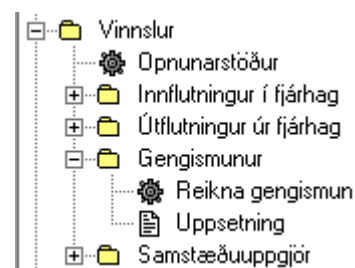 Vinnslur
Opnunarstöður
Innflutningur í fjárhag
Útflutningur úr fjárhag
Gengismunur
Reikna gengismun
Uppsetning
Samstæðuuppgjör